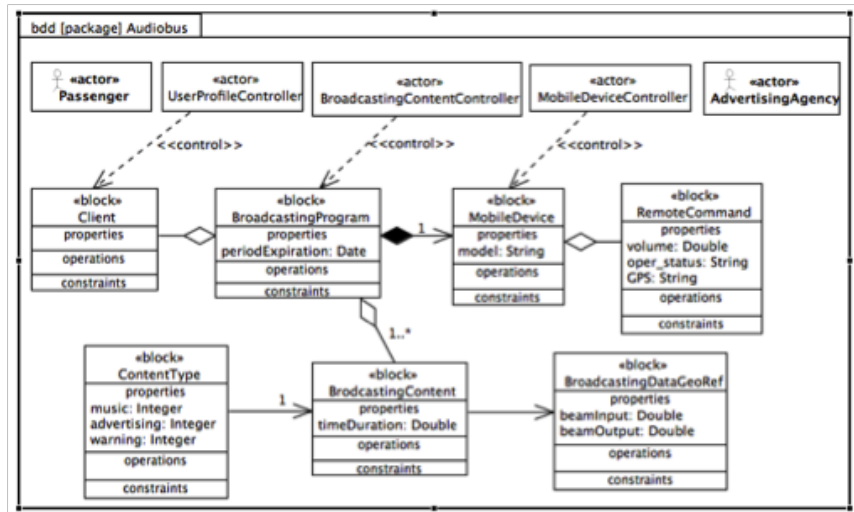 bdd [package] Audiobus
«actor»
Passenger
«actor»
UserProfileController
«actor»
BroadcastingContentController
«actor»
MobileDeviceController
«actor»
AdvertisingAgency
<<control>>
<<control>>
<<control>>
«block»
Client
properties
operations
constraints
«block»
BroadcastingProgram
properties
periodExpiration: Date
operations
constraints
1
«block»
MobileDevice
properties
model: String
operations
constraints
«block»
RemoteCommand
properties
volume: Double
oper_status: String
GPS: String
operations
constraints
1..*
«block»
ContentType
properties
music: Integer
advertising: Integer
warning: Integer
operations
constraints
1
«block»
BrodcastingContent
properties
timeDuration: Double
operations
constraints
«block»
BroadcastingDataGeoRef
properties
beamInput: Double
beamOutput: Double
operations
constraints